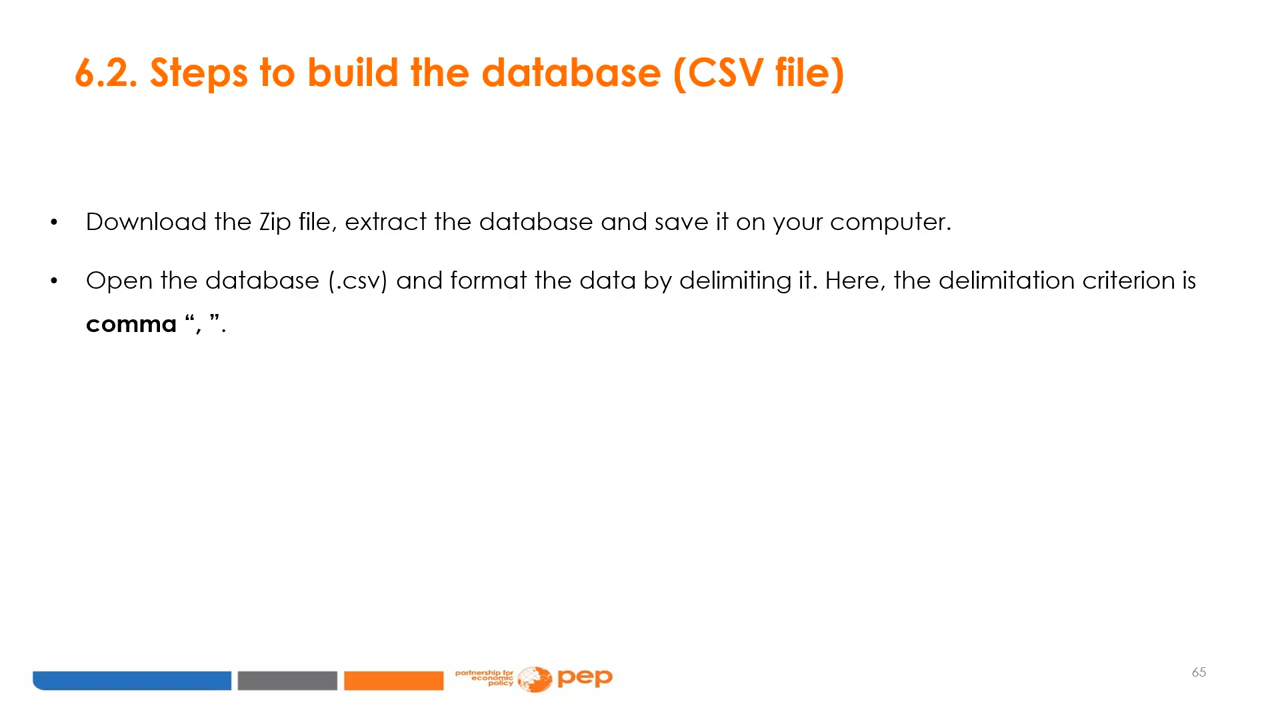 6.2. Steps to build the database (CSV file)
• Download the Zip file, extract the database and save it on your computer.
• Open the database (.csv) and format the data by delimiting it. Here, the delimitation criterion is
comma “, ”.
partnership for
economic
policy
pep
65